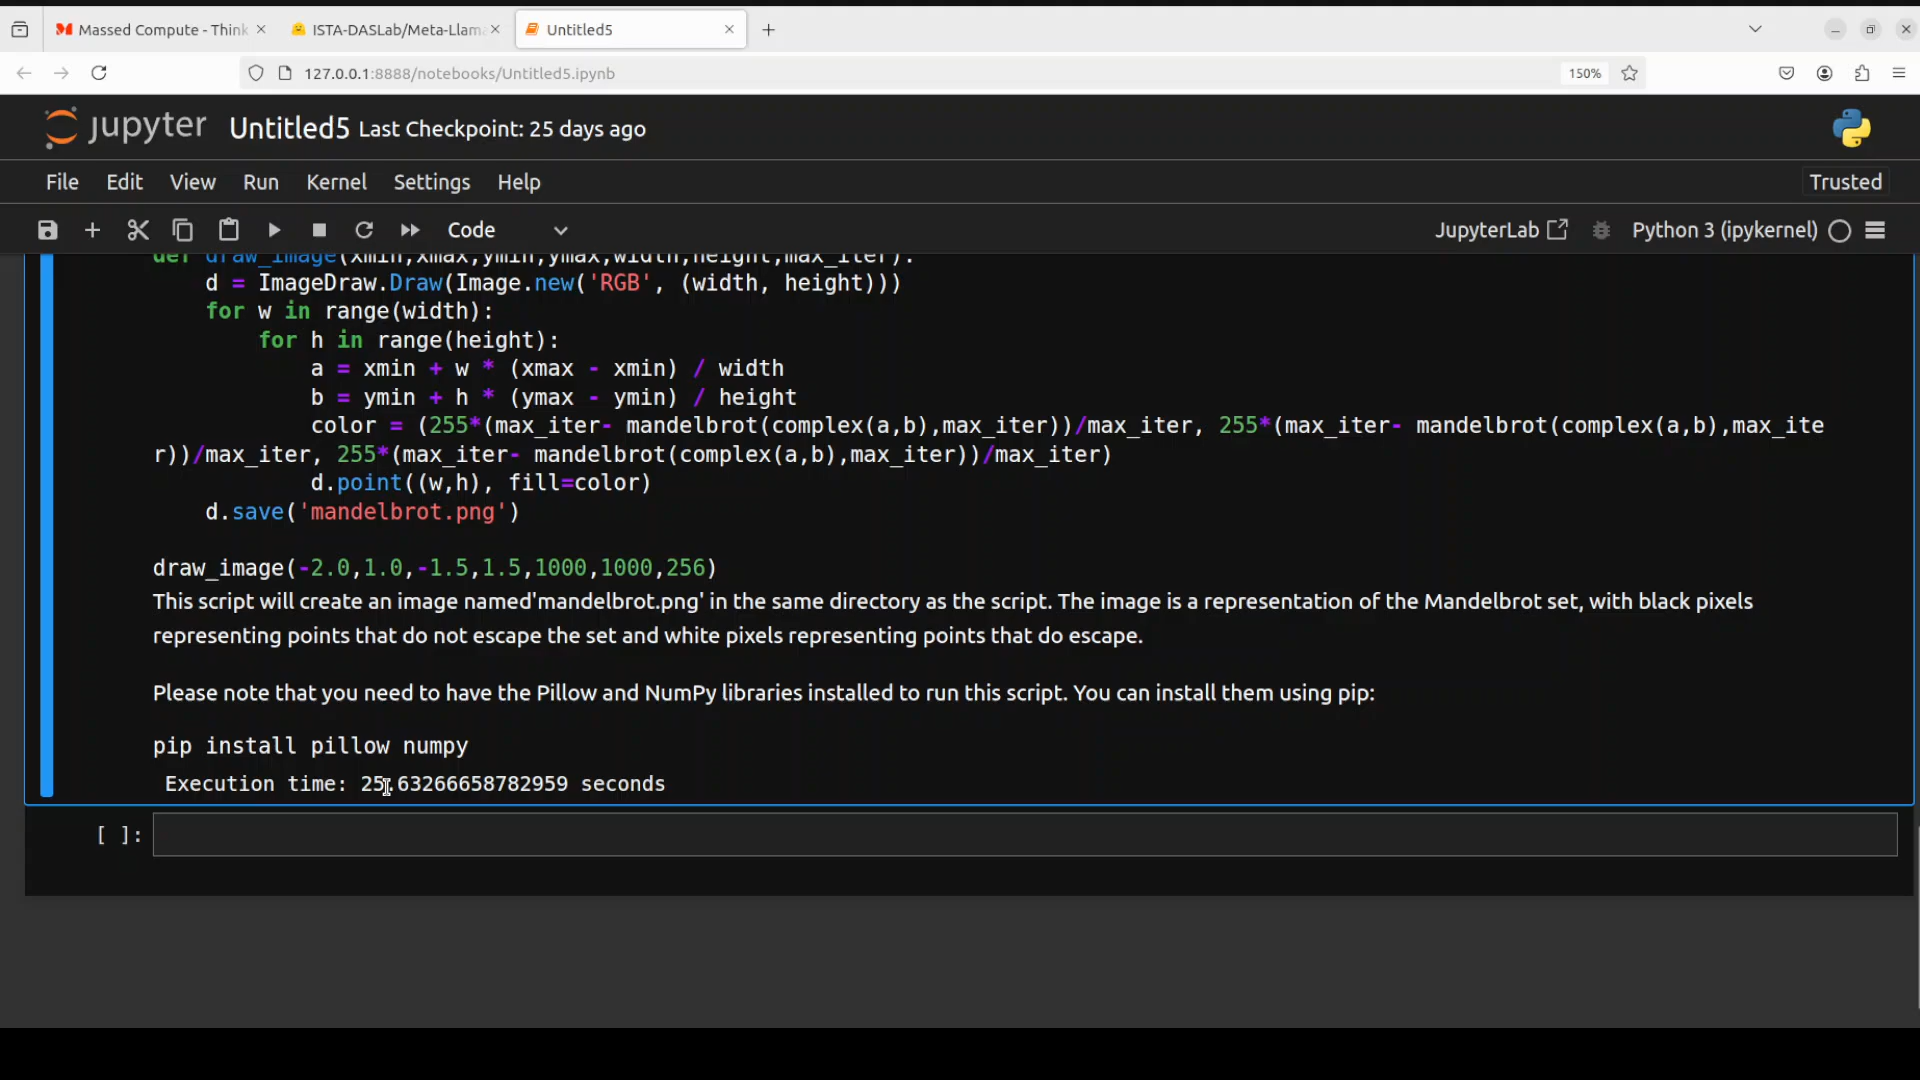 Massed Compute - Think
ISTA-DASLab/Meta-Llam
Untitled5
127.0.0.1:8888/notebooks/Untitled5.ipynb
150%
jupyter Untitled5 Last Checkpoint: 25 days ago
File Edit View Run Kernel Settings Help
Trusted
Code
JupyterLab
Python 3 (ipykernel)
def draw_image(xmin,xmax,ymin,ymax,width,height,max_iter):
d = ImageDraw.Draw(Image.new('RGB', (width, height)))
for w in range(width):
for h in range(height):
a = xmin + w * (xmax - xmin) / width
b = ymin + h * (ymax - ymin) / height
color = (255*(max_iter- mandelbrot(complex(a,b),max_iter))/max_iter, 255*(max_iter- mandelbrot(complex(a,b),max_ite
r))/max_iter, 255*(max_iter- mandelbrot(complex(a,b),max_iter))/max_iter)
d.point((w,h), fill=color)
d.save('mandelbrot.png')
draw_image(-2.0,1.0,-1.5,1.5,1000,1000,256)
This script will create an image named'mandelbrot.png' in the same directory as the script. The image is a representation of the Mandelbrot set, with black pixels
representing points that do not escape the set and white pixels representing points that do escape.
Please note that you need to have the Pillow and NumPy libraries installed to run this script. You can install them using pip:
pip install pillow numpy
Execution time: 25.63266658782959 seconds
[ ]: